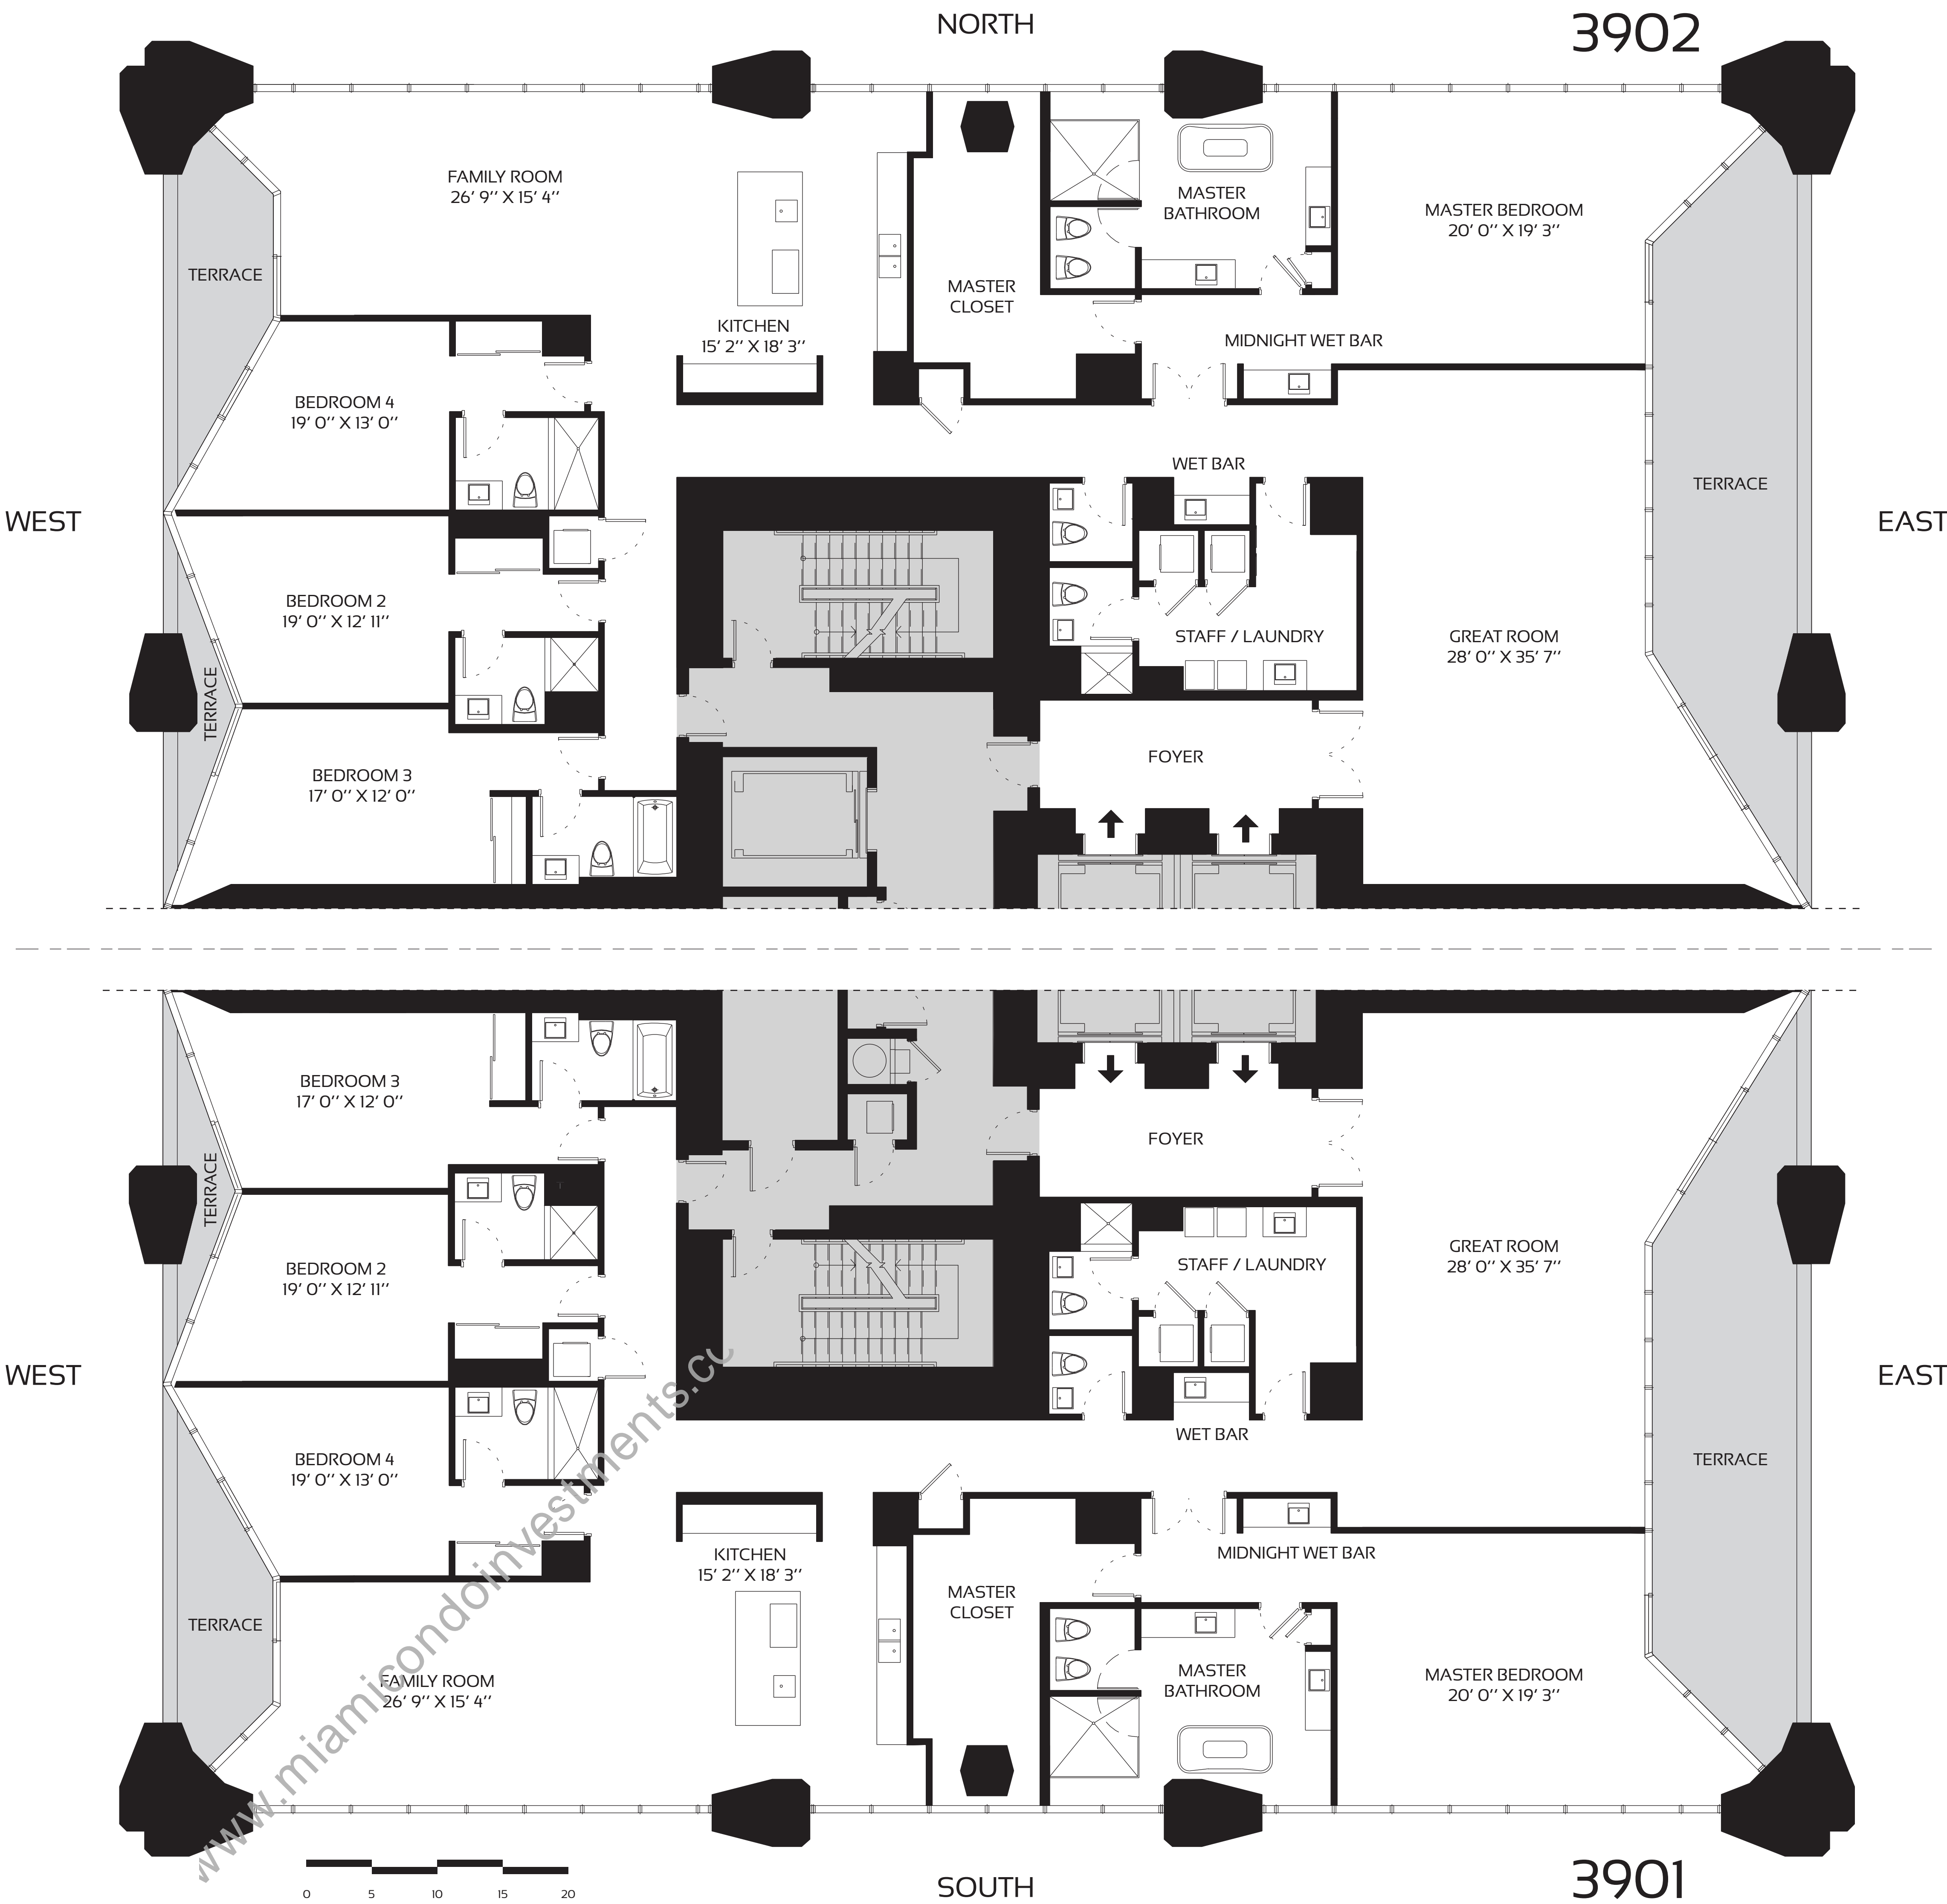 NORTH
3902
FAMILY ROOM
26' 9'' X 15' 4''
MASTER
BATHROOM
MASTER BEDROOM
20' 0'' X 19' 3''
TERRACE
MASTER
CLOSET
KITCHEN
15' 2'' X 18' 3''
MIDNIGHT WET BAR
BEDROOM 4
19' 0'' X 13' 0''
WET BAR
TERRACE
WEST
EAST
BEDROOM 2
19' 0'' X 12' 11''
STAFF / LAUNDRY
GREAT ROOM
28' 0'' X 35' 7''
TERRACE
FOYER
BEDROOM 3
17' 0'' X 12' 0''
BEDROOM 3
17' 0'' X 12' 0''
FOYER
TERRACE
BEDROOM 2
19' 0'' X 12' 11''
STAFF / LAUNDRY
GREAT ROOM
28' 0'' X 35' 7''
WEST
EAST
WET BAR
BEDROOM 4
19' 0'' X 13' 0''
TERRACE
KITCHEN
15' 2'' X 18' 3''
MIDNIGHT WET BAR
MASTER
CLOSET
TERRACE
FAMILY ROOM
26' 9'' X 15' 4''
MASTER
BATHROOM
MASTER BEDROOM
20' 0'' X 19' 3''
www.miamicondoinvestments.cc
0 5 10 15 20
SOUTH
3901